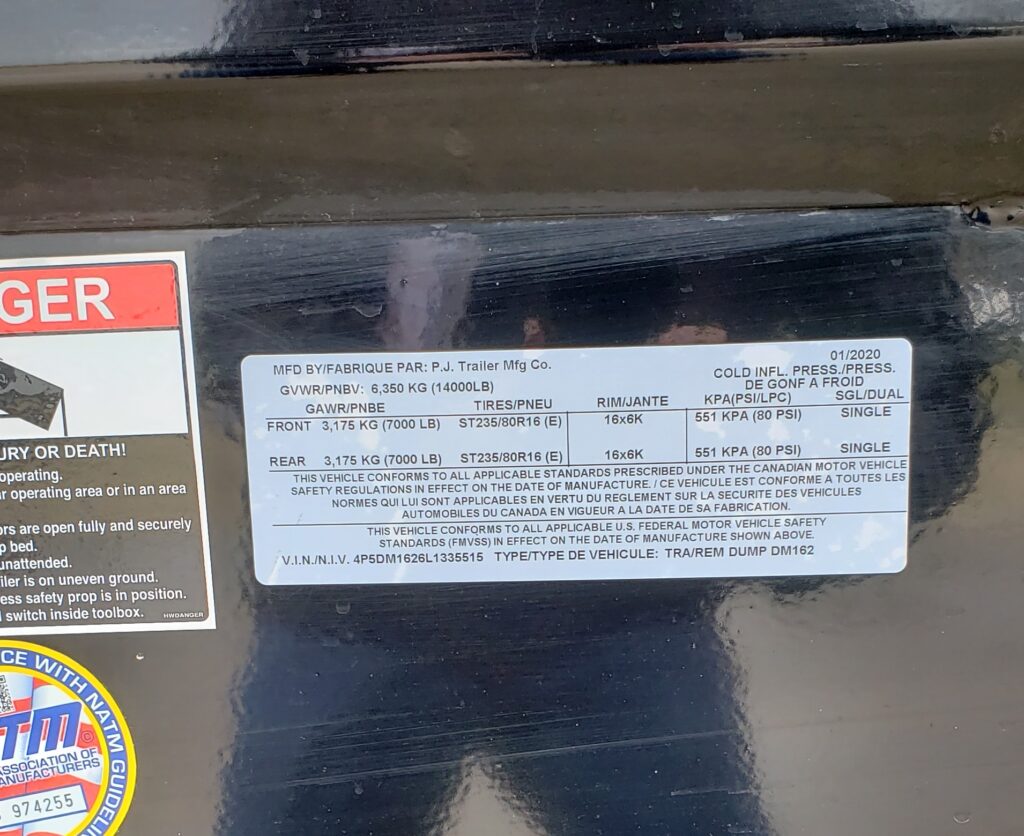 GER
URY OR DEATH!
operating.
r operating area or in an area
ors are open fully and securely
p bed.
unattended.
iler is on uneven ground.
ess safety prop is in position.
switch inside toolbox.
HWDANGER
MFD BY/FABRIQUE PAR: P.J. Trailer Mfg Co.
01/2020
GVWR/PNBV: 6,350 KG (14000LB)
COLD INFL. PRESS./PRESS.
DE GONF A FROID
GAWR/PNBE TIRES/PNEU RIM/JANTE KPA(PSI/LPC) SGL/DUAL
FRONT 3,175 KG (7000 LB) ST235/80R16 (E) 16x6K 551 KPA (80 PSI) SINGLE
REAR 3,175 KG (7000 LB) ST235/80R16 (E) 16x6K 551 KPA (80 PSI) SINGLE
THIS VEHICLE CONFORMS TO ALL APPLICABLE STANDARDS PRESCRIBED UNDER THE CANADIAN MOTOR VEHICLE
SAFETY REGULATIONS IN EFFECT ON THE DATE OF MANUFACTURE. / CE VEHICULE EST CONFORME A TOUTES LES
NORMES QUI LUI SONT APPLICABLES EN VERTU DU REGLEMENT SUR LA SECURITE DES VEHICULES
AUTOMOBILES DU CANADA EN VIGUEUR A LA DATE DE SA FABRICATION.
THIS VEHICLE CONFORMS TO ALL APPLICABLE U.S. FEDERAL MOTOR VEHICLE SAFETY
STANDARDS (FMVSS) IN EFFECT ON THE DATE OF MANUFACTURE SHOWN ABOVE.
V.I.N./N.I.V. 4P5DM1626L1335515 TYPE/TYPE DE VEHICULE: TRA/REM DUMP DM162
CE WITH NATM GUIDELI
TM ©
ASSOCIATION OF
ANUFACTURERS
974255